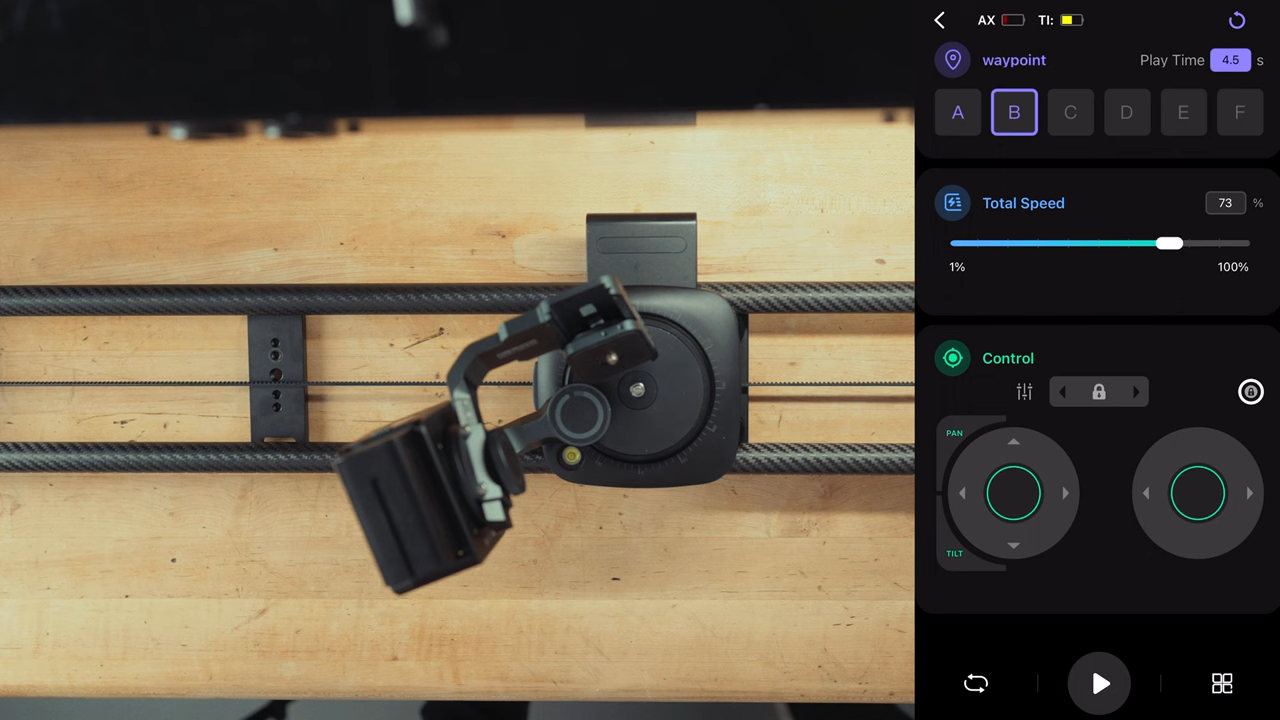 AX TI:
waypoint Play Time 4.5 s
A B C D E F
Total Speed 73 %
1% 100%
Control
PAN
TILT